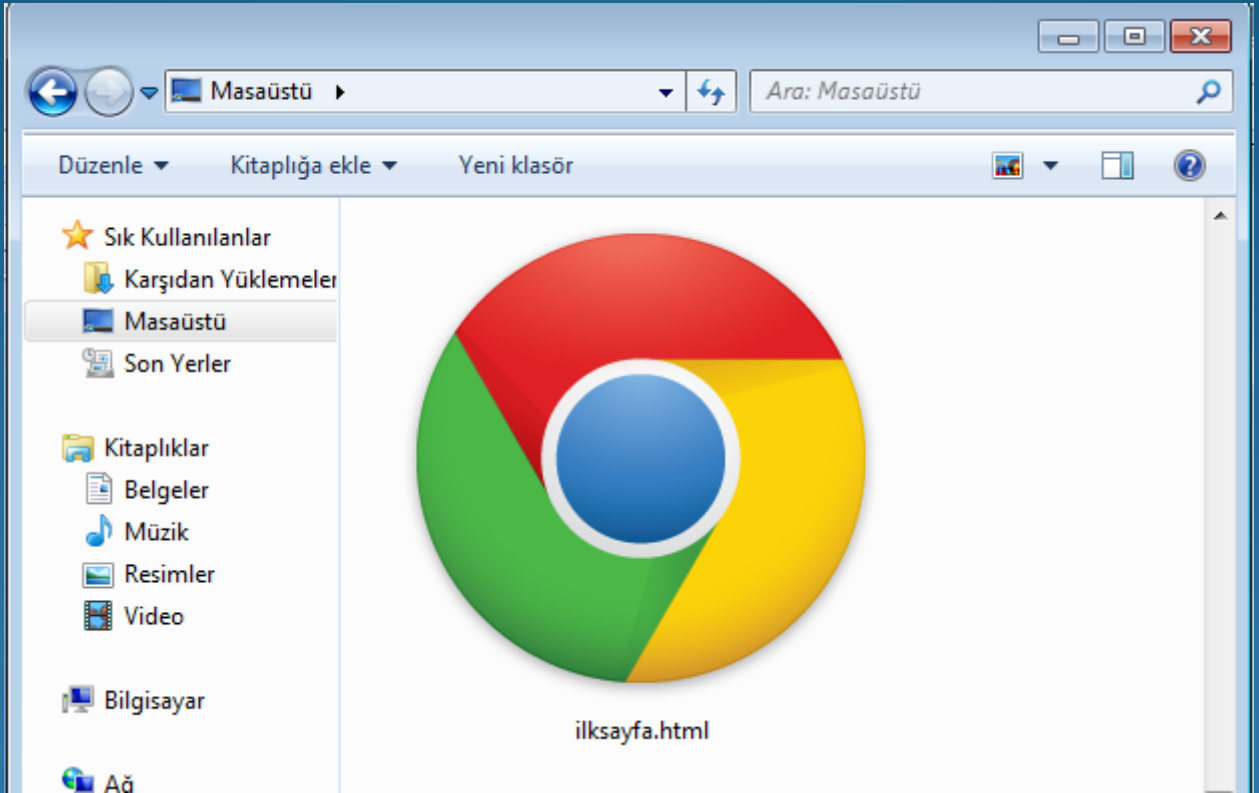 Masaüstü
Ara: Masaüstü
Düzenle
Kitaplığa ekle
Yeni klasör
Sık Kullanılanlar
Karşıdan Yüklemeler
Masaüstü
Son Yerler
Kitaplıklar
Belgeler
Müzik
Resimler
Video
Bilgisayar
Ağ
ilksayfa.html